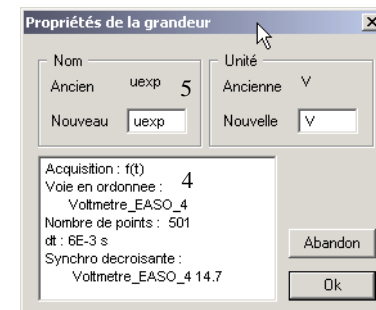 Propriétés de la grandeur
Nom
Ancien uexp 5
Nouveau uexp
Unité
Ancienne V
Nouvelle V
Acquisition : f(t)
Voie en ordonnee : 4
Voltmetre_EASO_4
Nombre de points : 501
dt : 6E-3 s
Synchro decroisante :
Voltmetre_EASO_4 14.7
Abandon
Ok